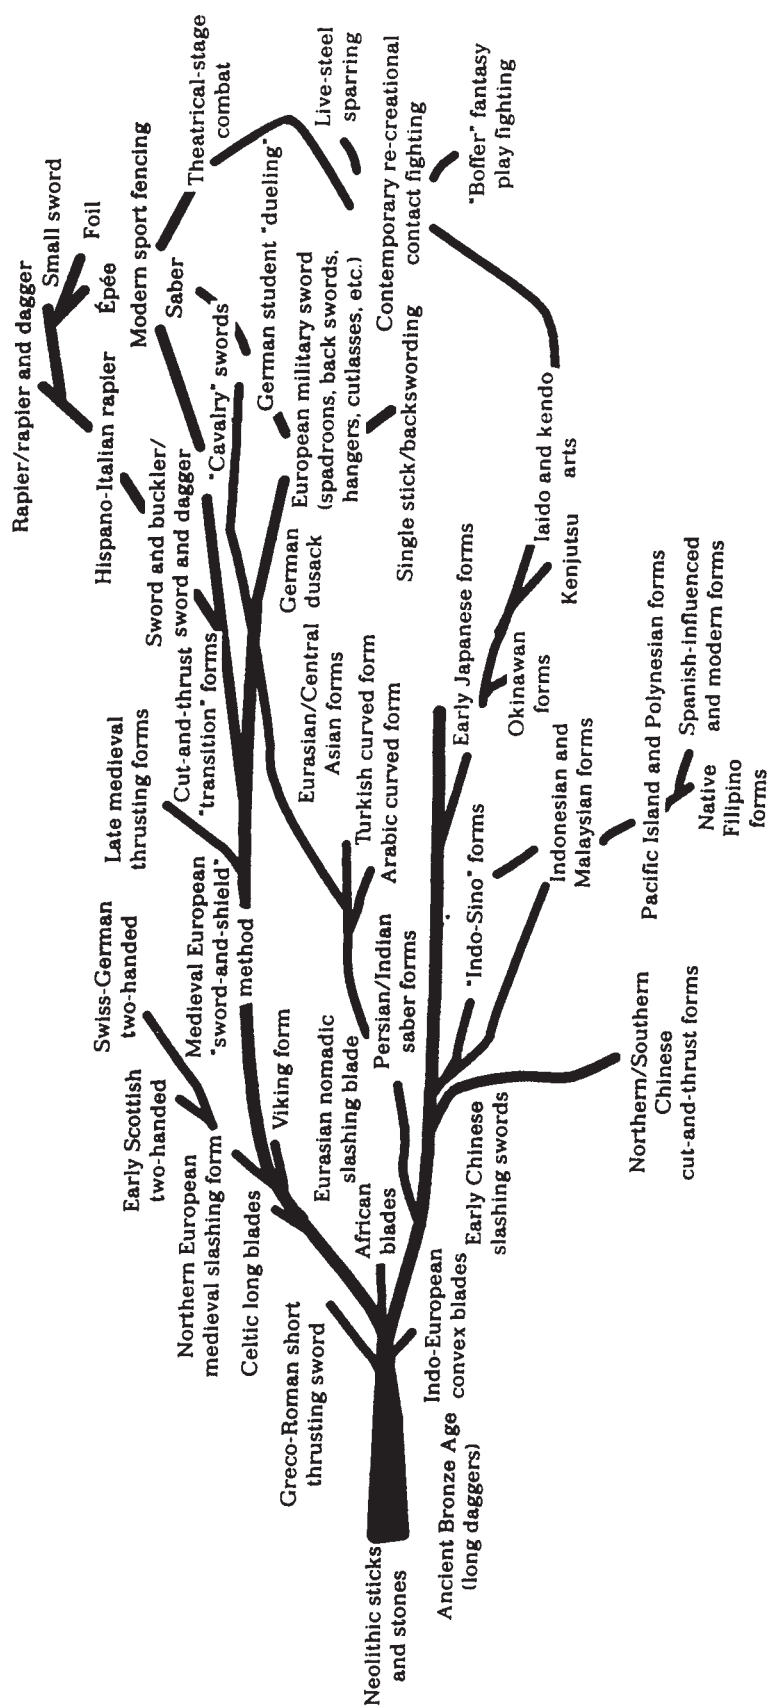 Neolithic sticks
and stones
Ancient Bronze Age
(long daggers)
Greco-Roman short
thrusting sword
Indo-European
convex blades
African
blades
Celtic long blades
Northern European
medieval slashing form
Early Scottish
two-handed
Swiss-German
two-handed
Viking form
Medieval European
"sword-and-shield"
method
Late medieval
thrusting forms
Cut-and-thrust
"transition" forms
Sword and buckler/
sword and dagger
Hispano-Italian rapier
Rapier/rapier and dagger
Small sword
Foil
Épée
Modern sport fencing
Saber
"Cavalry" swords
Theatrical-stage
combat
German student "dueling"
European military sword
(spadroons, back swords,
hangers, cutlasses, etc.)
German
dusack
Single stick/backswording
Live-steel
sparring
Contemporary re-creational
contact fighting
"Boffer" fantasy
play fighting
Eurasian nomadic
slashing blade
Eurasian/Central
Asian forms
Turkish curved form
Arabic curved form
Persian/Indian
saber forms
Early Chinese
slashing swords
"Indo-Sino" forms
Early Japanese forms
Okinawan
forms
Kenjutsu
Iaido and kendo
arts
Indonesian and
Malaysian forms
Northern/Southern
Chinese
cut-and-thrust forms
Pacific Island and Polynesian forms
Native
Filipino
forms
Spanish-influenced
and modern forms